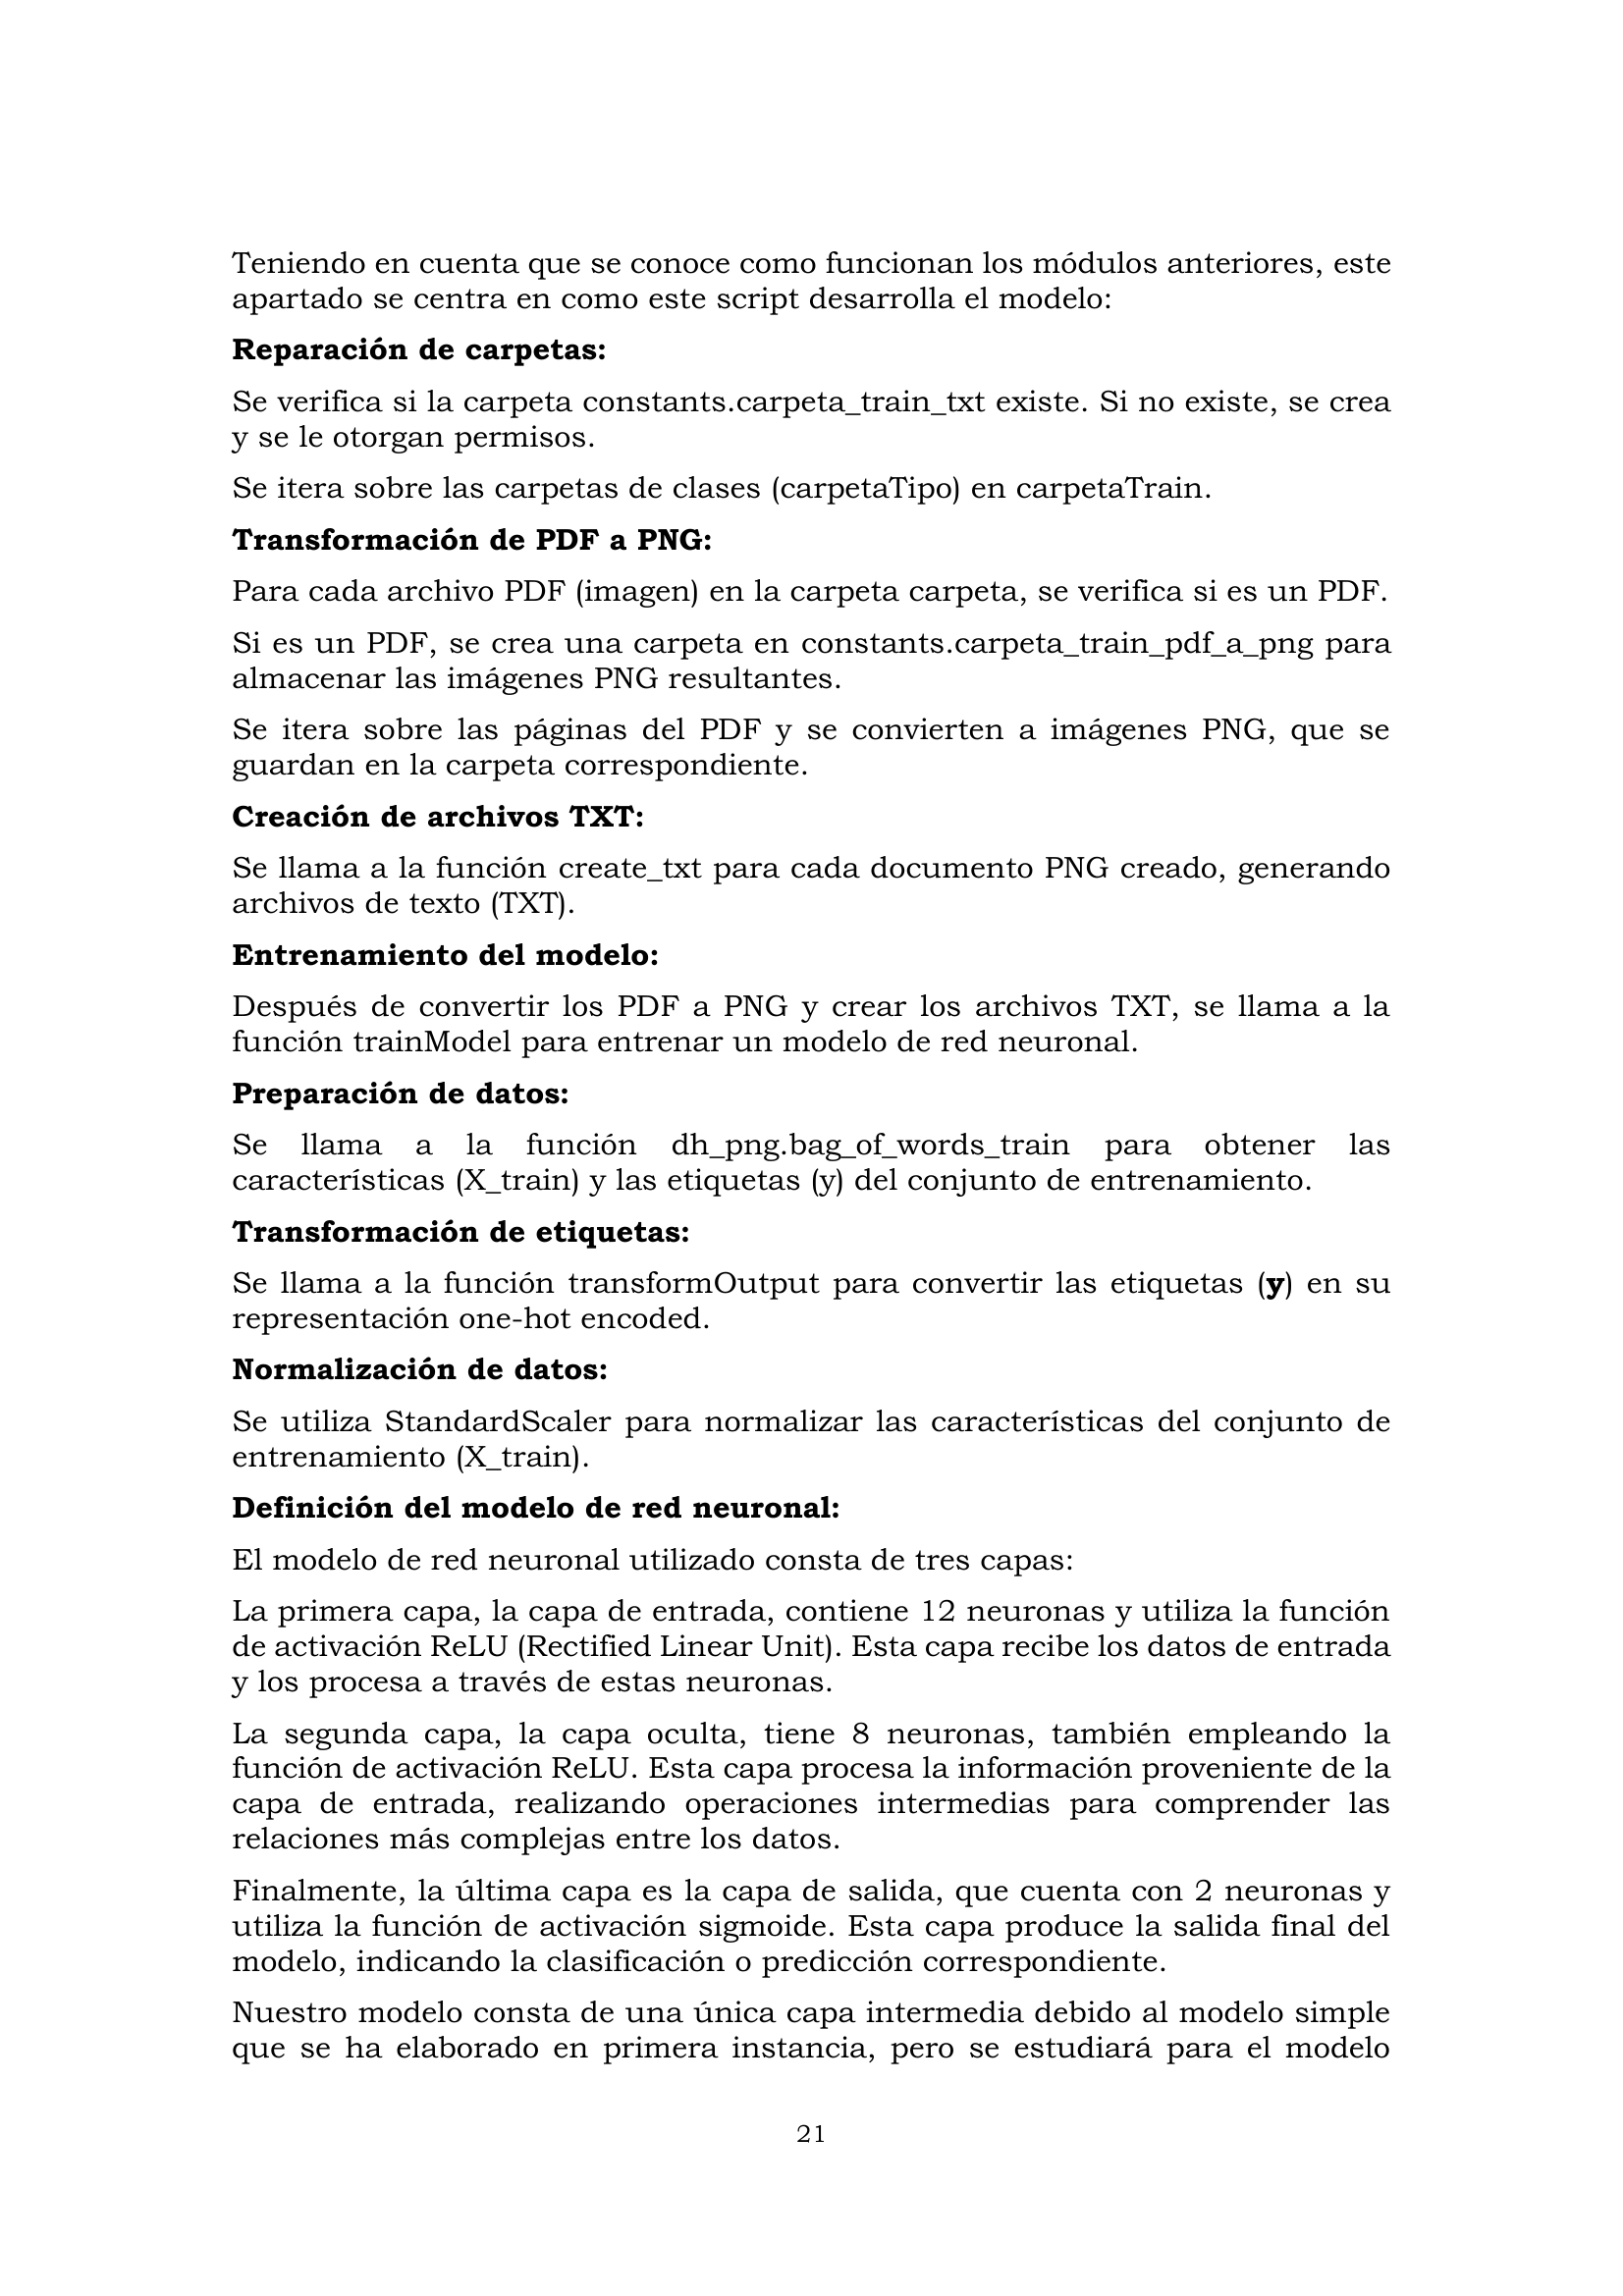 Teniendo en cuenta que se conoce como funcionan los módulos anteriores, este
apartado se centra en como este script desarrolla el modelo:
Reparación de carpetas:
Se verifica si la carpeta constants.carpeta_train_txt existe. Si no existe, se crea
y se le otorgan permisos.
Se itera sobre las carpetas de clases (carpetaTipo) en carpetaTrain.
Transformación de PDF a PNG:
Para cada archivo PDF (imagen) en la carpeta carpeta, se verifica si es un PDF.
Si es un PDF, se crea una carpeta en constants.carpeta_train_pdf_a_png para
almacenar las imágenes PNG resultantes.
Se itera sobre las páginas del PDF y se convierten a imágenes PNG, que se
guardan en la carpeta correspondiente.
Creación de archivos TXT:
Se llama a la función create_txt para cada documento PNG creado, generando
archivos de texto (TXT).
Entrenamiento del modelo:
Después de convertir los PDF a PNG y crear los archivos TXT, se llama a la
función trainModel para entrenar un modelo de red neuronal.
Preparación de datos:
Se llama a la función dh_png.bag_of_words_train para obtener las
características (X_train) y las etiquetas (y) del conjunto de entrenamiento.
Transformación de etiquetas:
Se llama a la función transformOutput para convertir las etiquetas (y) en su
representación one-hot encoded.
Normalización de datos:
Se utiliza StandardScaler para normalizar las características del conjunto de
entrenamiento (X_train).
Definición del modelo de red neuronal:
El modelo de red neuronal utilizado consta de tres capas:
La primera capa, la capa de entrada, contiene 12 neuronas y utiliza la función
de activación ReLU (Rectified Linear Unit). Esta capa recibe los datos de entrada
y los procesa a través de estas neuronas.
La segunda capa, la capa oculta, tiene 8 neuronas, también empleando la
función de activación ReLU. Esta capa procesa la información proveniente de la
capa de entrada, realizando operaciones intermedias para comprender las
relaciones más complejas entre los datos.
Finalmente, la última capa es la capa de salida, que cuenta con 2 neuronas y
utiliza la función de activación sigmoide. Esta capa produce la salida final del
modelo, indicando la clasificación o predicción correspondiente.
Nuestro modelo consta de una única capa intermedia debido al modelo simple
que se ha elaborado en primera instancia, pero se estudiará para el modelo
21